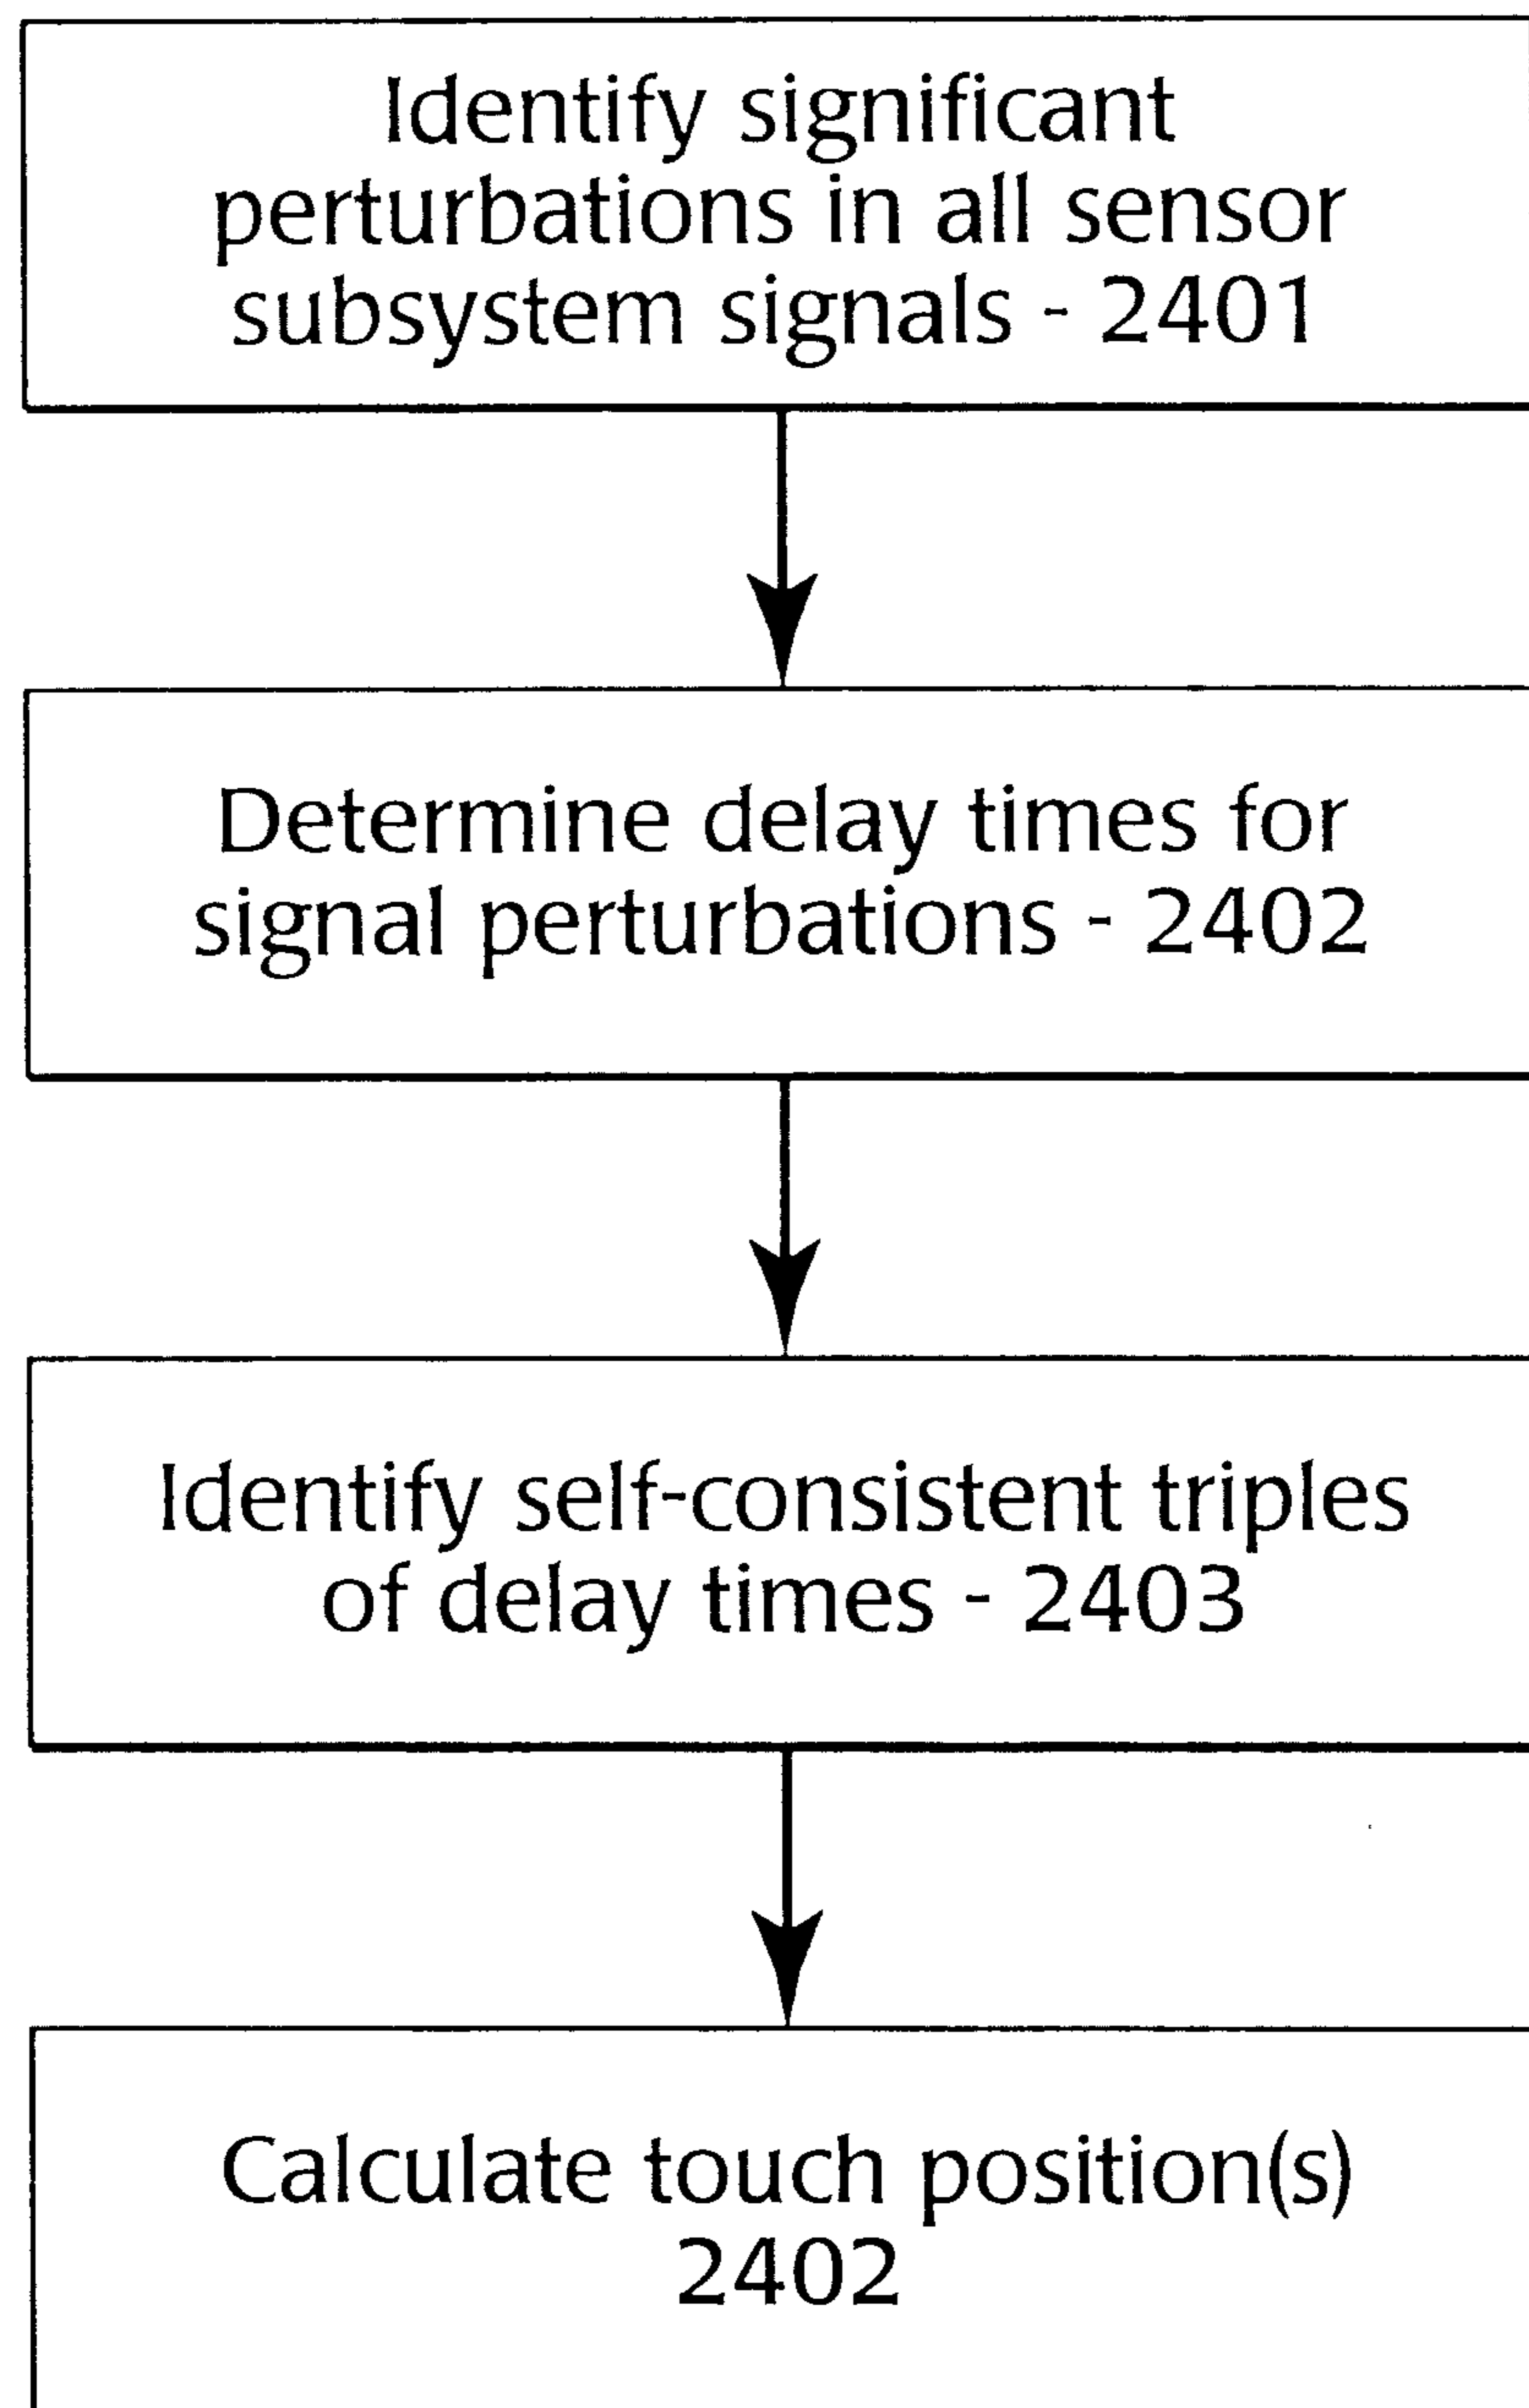 Identify significant
perturbations in all sensor
subsystem signals - 2401
Determine delay times for
signal perturbations - 2402
Identify self-consistent triples
of delay times - 2403
Calculate touch position(s)
2402